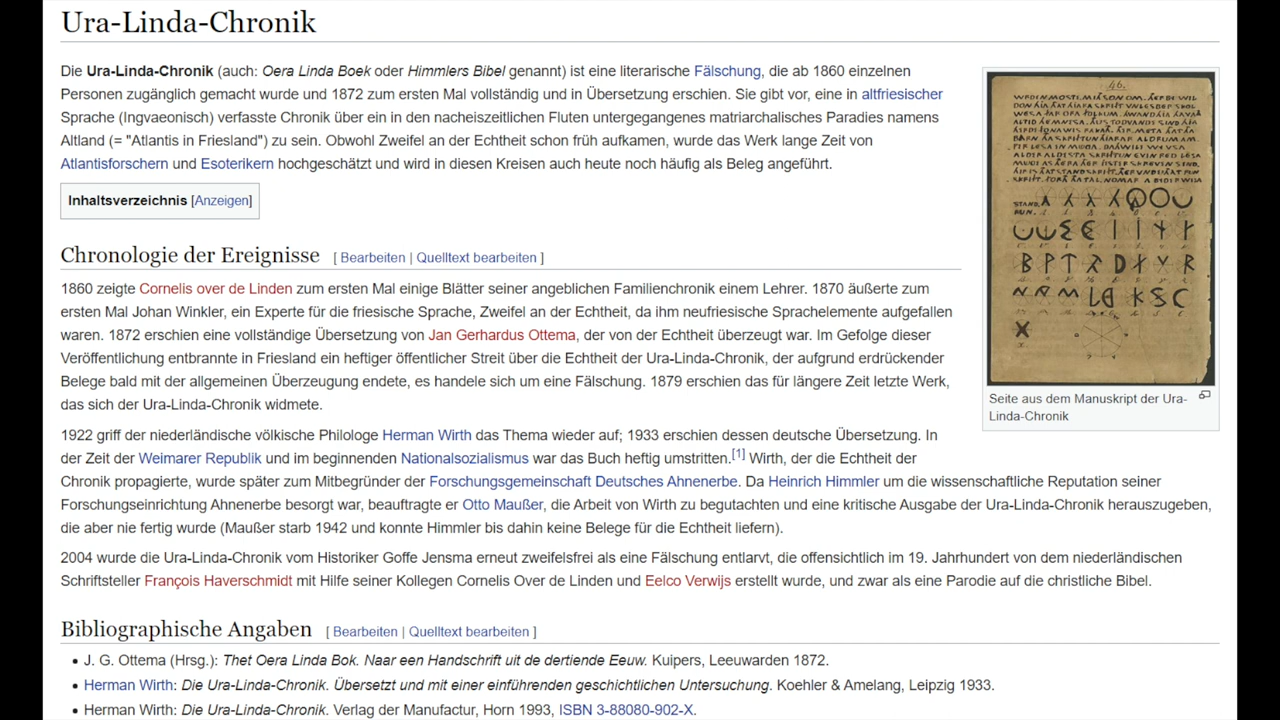 Ura-Linda-Chronik
Die Ura-Linda-Chronik (auch: Oera Linda Boek oder Himmlers Bibel genannt) ist eine literarische Fälschung, die ab 1860 einzelnen
Personen zugänglich gemacht wurde und 1872 zum ersten Mal vollständig und in Übersetzung erschien. Sie gibt vor, eine in altfriesischer
Sprache (Ingvaeonisch) verfasste Chronik über ein in den nacheiszeitlichen Fluten untergegangenes matriarchalisches Paradies namens
Altland (= "Atlantis in Friesland") zu sein. Obwohl Zweifel an der Echtheit schon früh aufkamen, wurde das Werk lange Zeit von
Atlantisforschern und Esoterikern hochgeschätzt und wird in diesen Kreisen auch heute noch häufig als Beleg angeführt.
Inhaltsverzeichnis [Anzeigen]
Seite aus dem Manuskript der Ura-
Linda-Chronik
Chronologie der Ereignisse [ Bearbeiten | Quelltext bearbeiten ]
1860 zeigte Cornelis over de Linden zum ersten Mal einige Blätter seiner angeblichen Familienchronik einem Lehrer. 1870 äußerte zum
ersten Mal Johan Winkler, ein Experte für die friesische Sprache, Zweifel an der Echtheit, da ihm neufriesische Sprachelemente aufgefallen
waren. 1872 erschien eine vollständige Übersetzung von Jan Gerhardus Ottema, der von der Echtheit überzeugt war. Im Gefolge dieser
Veröffentlichung entbrannte in Friesland ein heftiger öffentlicher Streit über die Echtheit der Ura-Linda-Chronik, der aufgrund erdrückender
Belege bald mit der allgemeinen Überzeugung endete, es handele sich um eine Fälschung. 1879 erschien das für längere Zeit letzte Werk,
das sich der Ura-Linda-Chronik widmete.
1922 griff der niederländische völkische Philologe Herman Wirth das Thema wieder auf; 1933 erschien dessen deutsche Übersetzung. In
der Zeit der Weimarer Republik und im beginnenden Nationalsozialismus war das Buch heftig umstritten.[1] Wirth, der die Echtheit der
Chronik propagierte, wurde später zum Mitbegründer der Forschungsgemeinschaft Deutsches Ahnenerbe. Da Heinrich Himmler um die wissenschaftliche Reputation seiner
Forschungseinrichtung Ahnenerbe besorgt war, beauftragte er Otto Maußer, die Arbeit von Wirth zu begutachten und eine kritische Ausgabe der Ura-Linda-Chronik herauszugeben,
die aber nie fertig wurde (Maußer starb 1942 und konnte Himmler bis dahin keine Belege für die Echtheit liefern).
2004 wurde die Ura-Linda-Chronik vom Historiker Goffe Jensma erneut zweifelsfrei als eine Fälschung entlarvt, die offensichtlich im 19. Jahrhundert von dem niederländischen
Schriftsteller François Haverschmidt mit Hilfe seiner Kollegen Cornelis Over de Linden und Eelco Verwijs erstellt wurde, und zwar als eine Parodie auf die christliche Bibel.
Bibliographische Angaben [ Bearbeiten | Quelltext bearbeiten ]
• J. G. Ottema (Hrsg.): Thet Oera Linda Bok. Naar een Handschrift uit de dertiende Eeuw. Kuipers, Leeuwarden 1872.
• Herman Wirth: Die Ura-Linda-Chronik. Übersetzt und mit einer einführenden geschichtlichen Untersuchung. Koehler & Amelang, Leipzig 1933.
• Herman Wirth: Die Ura-Linda-Chronik. Verlag der Manufactur, Horn 1993, ISBN 3-88080-902-X.